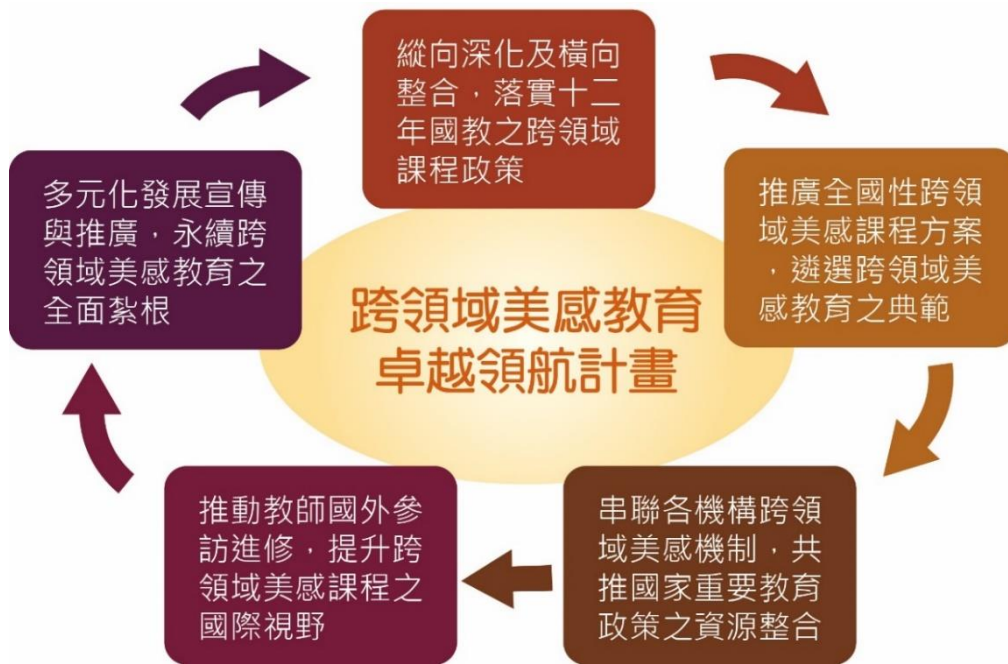 縱向深化及橫向
整合，落實十二
年國教之跨領域
課程政策
推廣全國性跨領
域美感課程方案
，遴選跨領域美
感教育之典範
串聯各機構跨領
域美感機制，共
推國家重要教育
政策之資源整合
推動教師國外參
訪進修，提升跨
領域美感課程之
國際視野
多元化發展宣傳
與推廣，永續跨
領域美感教育之
全面紮根
跨領域美感教育
卓越領航計畫